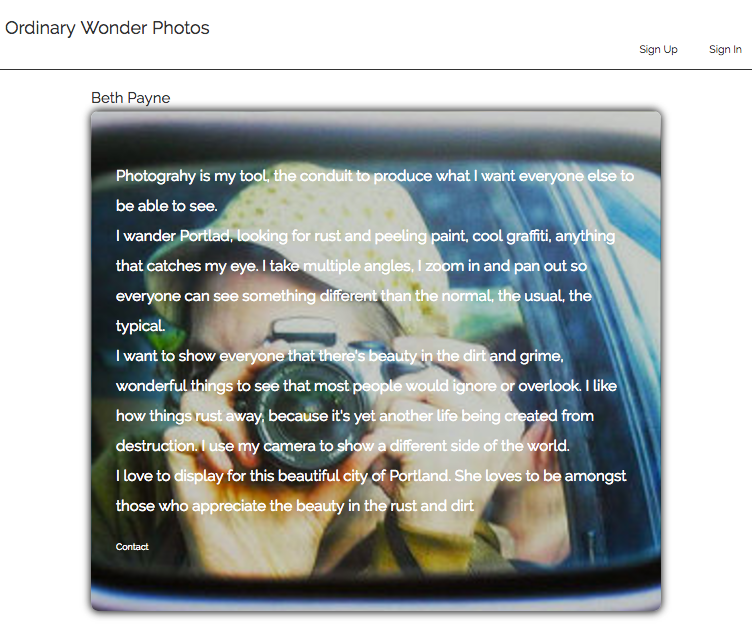 Ordinary Wonder Photos
Sign Up Sign In
Beth Payne
Photograhy is my tool, the conduit to produce what I want everyone else to
be able to see.
I wander Portlad, looking for rust and peeling paint, cool graffiti, anything
that catches my eye. I take multiple angles, I zoom in and pan out so
everyone can see something different than the normal, the usual, the
typical.
I want to show everyone that there's beauty in the dirt and grime,
wonderful things to see that most people would ignore or overlook. I like
how things rust away, because it's yet another life being created from
destruction. I use my camera to show a different side of the world.
I love to display for this beautiful city of Portland. She loves to be amongst
those who appreciate the beauty in the rust and dirt
Contact